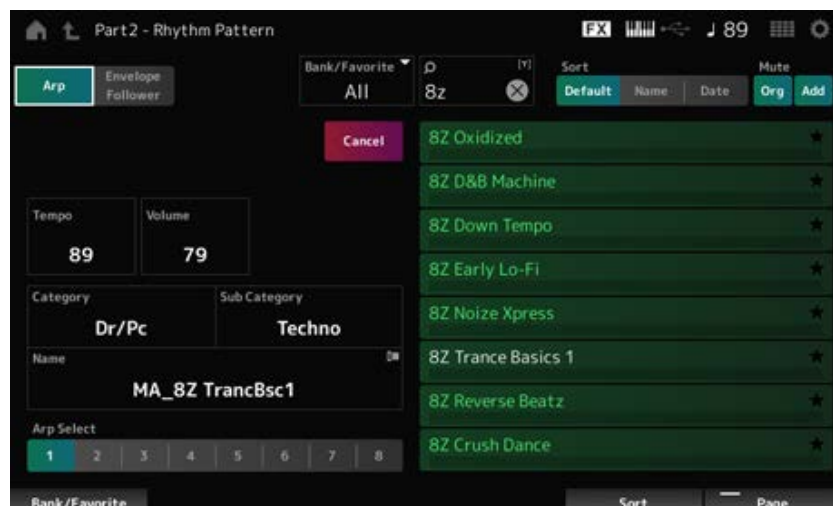 Part2 - Rhythm Pattern FX ♩ 89
Arp
Envelope Follower
Bank/Favorite
All
[Y]
8z
Sort
Default Name Date
Mute
Org Add
Cancel
Tempo
89
Volume
79
Category
Dr/Pc
Sub Category
Techno
Name
MA_8Z TrancBsc1
Arp Select
1 2 3 4 5 6 7 8
8Z Oxidized
8Z D&B Machine
8Z Down Tempo
8Z Early Lo-Fi
8Z Noize Xpress
8Z Trance Basics 1
8Z Reverse Beatz
8Z Crush Dance
Bank/Favorite Sort Page